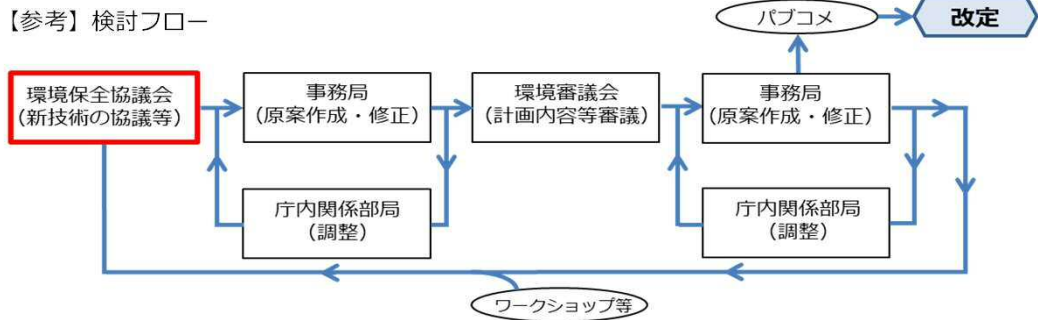 【参考】検討フロー
パブコメ
改定
環境保全協議会
(新技術の協議等)
事務局
(原案作成・修正)
環境審議会
(計画内容等審議)
事務局
(原案作成・修正)
庁内関係部局
(調整)
庁内関係部局
(調整)
ワークショップ等